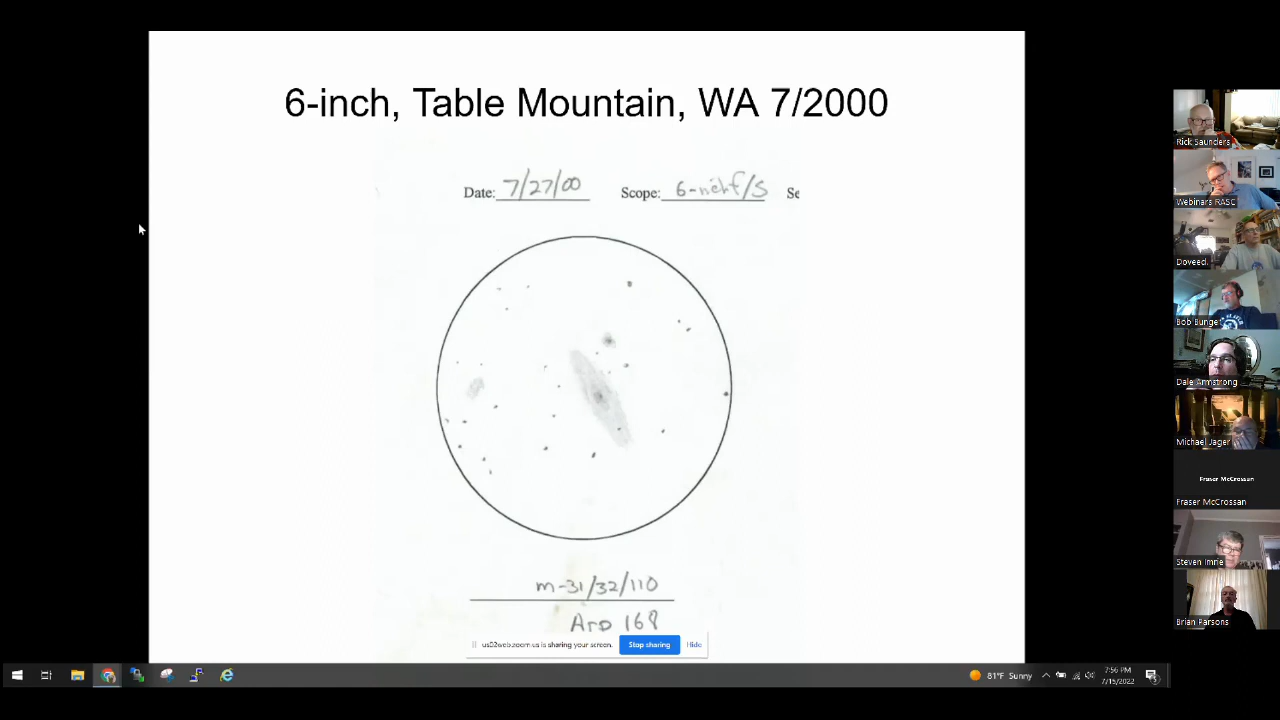 6-inch, Table Mountain, WA 7/2000
Date: 7/27/00 Scope: 6-inch f/5 Se
m-31/32/110
Arp 168
us02web.zoom.us is sharing your screen. Stop sharing Hide
Rick Saunders
Webinars RASC
Doveed.
Bob Bunge
Dale Armstrong
Michael Jager
Fraser McCrossan
Fraser McCrossan
Steven Imrie
Brian Parsons
81°F Sunny
7:56 PM
7/15/2022